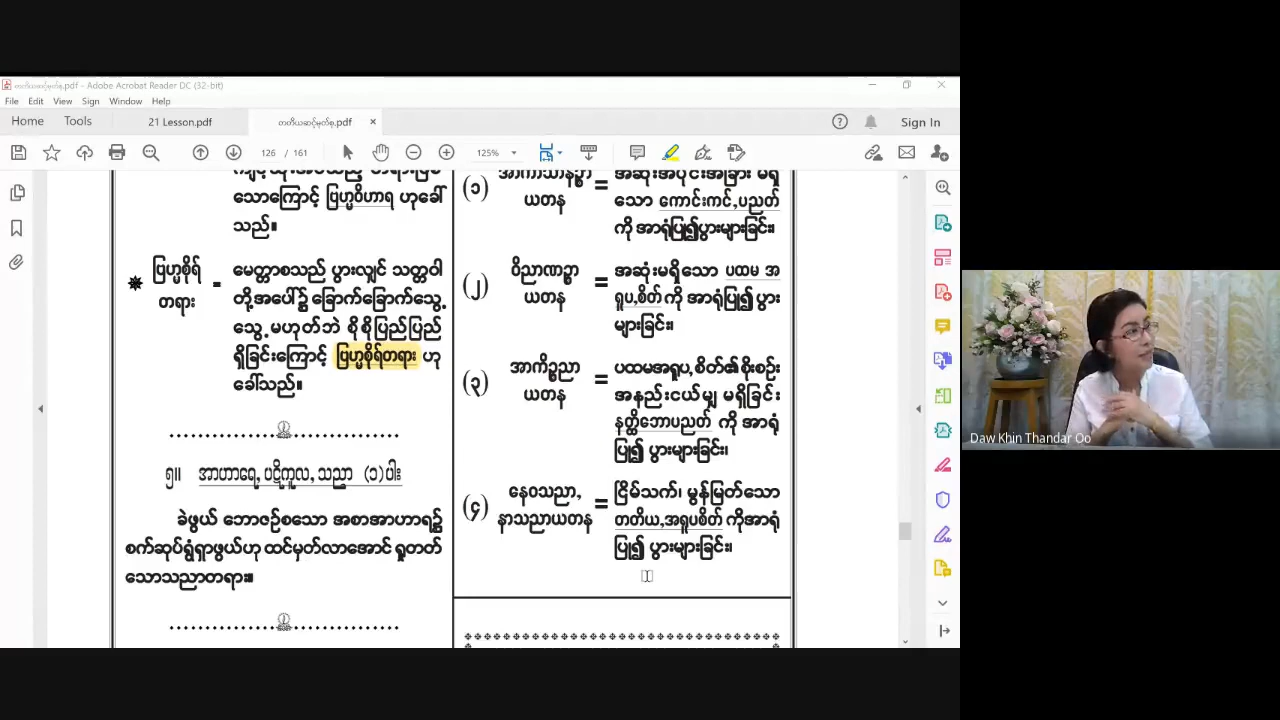 တတိယဆင့်မှတ်စု.pdf - Adobe Acrobat Reader DC (32-bit)
File Edit View Sign Window Help
Home Tools 21 Lesson.pdf တတိယဆင့်မှတ်စု.pdf × Sign In
126 / 161 125%
သောကြောင့် ဗြဟ္မဝိဟာရ ဟုခေါ်
သည်။
ဗြဟ္မစိုရ်
တရား
=
မေတ္တာစသည် ပွားလျှင် သတ္တဝါ
တို့အပေါ်၌ ခြောက်ခြောက်သွေ့
သွေ့ မဟုတ်ဘဲ စိုစိုပြည်ပြည်
ရှိခြင်းကြောင့် ဗြဟ္မစိုရ်တရား ဟု
ခေါ်သည်။
၅။ အာဟာရေ, ပဋိကူလ, သညာ (၁)ပါး
ခဲဖွယ် ဘောဇဉ်စသော အစာအာဟာရ၌
စက်ဆုပ်ရွံရှာဖွယ်ဟု ထင်မှတ်လာအောင် ရှုတတ်
သောသညာတရား။
(၁) အာကာသာနဉ္စာ
ယတန
=
အဆုံးအပိုင်းအခြား မရှိ
သော ကောင်းကင်,ပညတ်
ကို အာရုံပြု၍ပွားများခြင်း၊
(၂) ဝိညာဏဉ္စာ
ယတန
=
အဆုံးမရှိသော ပထမ အ
ရူပ,စိတ်ကို အာရုံပြု၍ ပွား
များခြင်း၊
(၃) အာကိဉ္စညာ
ယတန
=
ပထမအရူပ,စိတ်၏စိုးစဉ်း
အနည်းငယ်မျှ မရှိခြင်း
နတ္ထိဘောပညတ် ကို အာရုံ
ပြု၍ ပွားများခြင်း၊
(၄) နေဝသညာ,
နာသညာယတန
=
ငြိမ်သက်၊ မွန်မြတ်သော
တတိယ,အရူပစိတ် ကိုအာရုံ
ပြု၍ ပွားများခြင်း၊
Daw Khin Thandar Oo